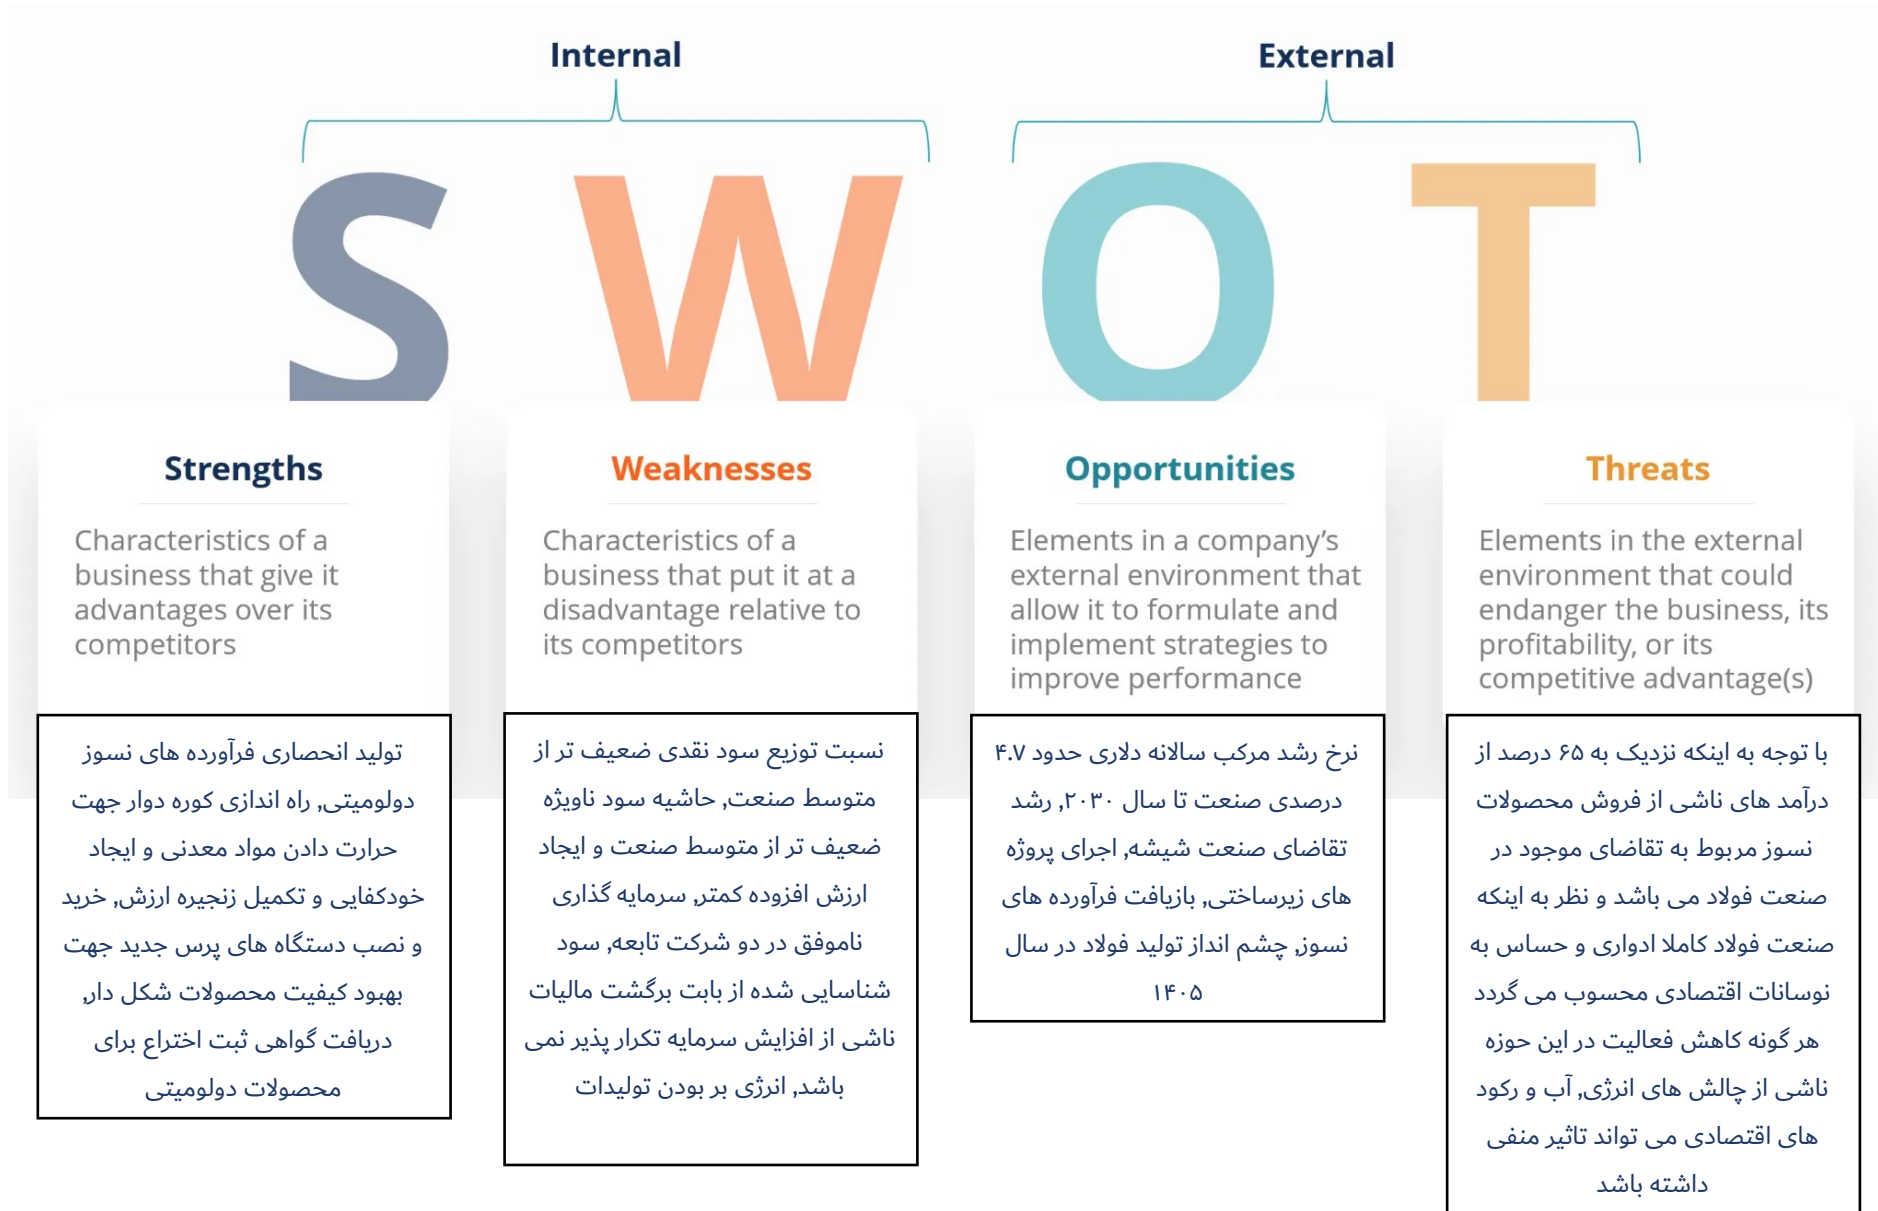 Internal
External
S W O T
Strengths
Characteristics of a
business that give it
advantages over its
competitors
تولید انحصاری فرآورده های نسوز
دولومیتی, راه اندازی کوره دوار جهت
حرارت دادن مواد معدنی و ایجاد
خودکفایی و تکمیل زنجیره ارزش, خرید
و نصب دستگاه های پرس جدید جهت
بهبود کیفیت محصولات شکل دار,
دریافت گواهی ثبت اختراع برای
محصولات دولومیتی
Weaknesses
Characteristics of a
business that put it at a
disadvantage relative to
its competitors
نسبت توزیع سود نقدی ضعیف تر از
متوسط صنعت, حاشیه سود ناویژه
ضعیف تر از متوسط صنعت و ایجاد
ارزش افزوده کمتر, سرمایه گذاری
ناموفق در دو شرکت تابعه, سود
شناسایی شده از بابت برگشت مالیات
ناشی از افزایش سرمایه تکرار پذیر نمی
باشد, انرژی بر بودن تولیدات
Opportunities
Elements in a company’s
external environment that
allow it to formulate and
implement strategies to
improve performance
نرخ رشد مرکب سالانه دلاری حدود ۴.۷
درصدی صنعت تا سال ۲۰۳۰, رشد
تقاضای صنعت شیشه, اجرای پروژه
های زیرساختی, بازیافت فرآورده های
نسوز, چشم انداز تولید فولاد در سال
۱۴۰۵
Threats
Elements in the external
environment that could
endanger the business, its
profitability, or its
competitive advantage(s)
با توجه به اینکه نزدیک به ۶۵ درصد از
درآمد های ناشی از فروش محصولات
نسوز مربوط به تقاضای موجود در
صنعت فولاد می باشد و نظر به اینکه
صنعت فولاد کاملا ادواری و حساس به
نوسانات اقتصادی محسوب می گردد
هر گونه کاهش فعالیت در این حوزه
ناشی از چالش های انرژی, آب و رکود
های اقتصادی می تواند تاثیر منفی
داشته باشد